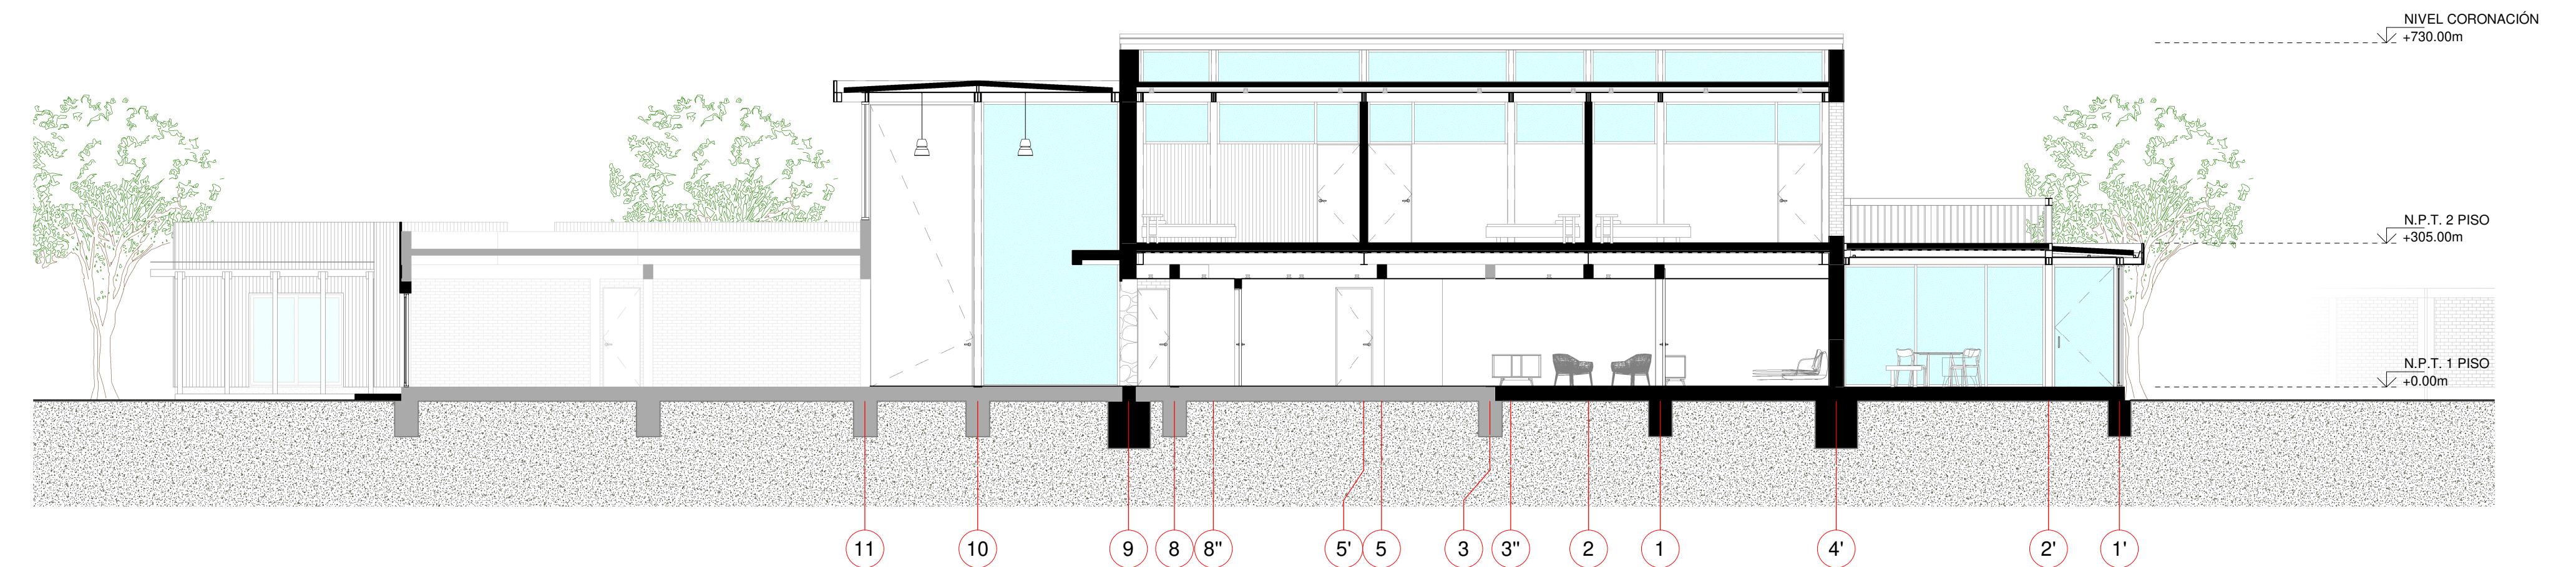 NIVEL CORONACIÓN
+730.00m
N.P.T. 2 PISO
+305.00m
N.P.T. 1 PISO
+0.00m
11 10 9 8 8" 5' 5 3 3" 2 1 4' 2' 1'